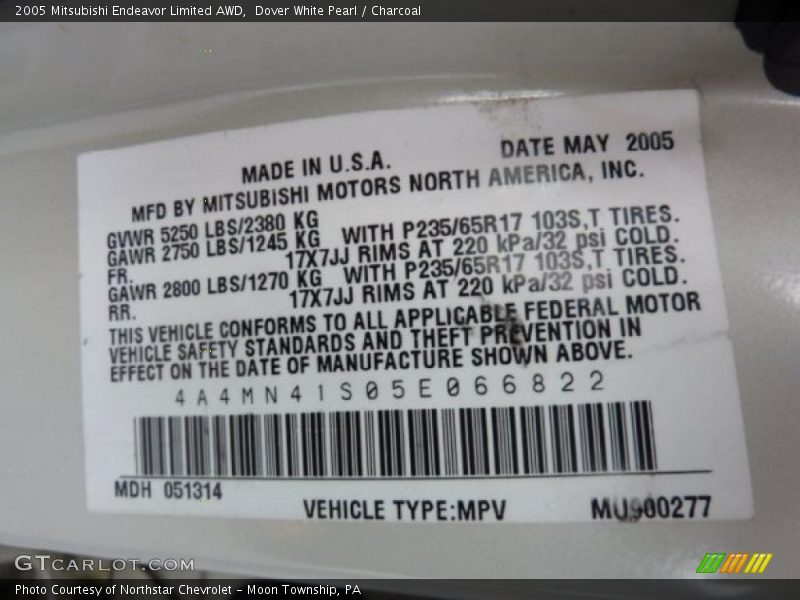 2005 Mitsubishi Endeavor Limited AWD,  Dover White Pearl / Charcoal
MADE IN U.S.A.
DATE MAY 2005
MFD BY MITSUBISHI MOTORS NORTH AMERICA, INC.
GVWR 5250 LBS/2380 KG
GAWR 2750 LBS/1245 KG WITH P235/65R17 103S,T TIRES.
FR. 17X7JJ RIMS AT 220 kPa/32 psi COLD.
GAWR 2800 LBS/1270 KG WITH P235/65R17 103S,T TIRES.
RR. 17X7JJ RIMS AT 220 kPa/32 psi COLD.
THIS VEHICLE CONFORMS TO ALL APPLICABLE FEDERAL MOTOR
VEHICLE SAFETY STANDARDS AND THEFT PREVENTION IN
EFFECT ON THE DATE OF MANUFACTURE SHOWN ABOVE.
4A4MN41S05E066822
MDH 051314
VEHICLE TYPE:MPV
MU900277
GTCARLOT.COM
Photo Courtesy of Northstar Chevrolet - Moon Township, PA